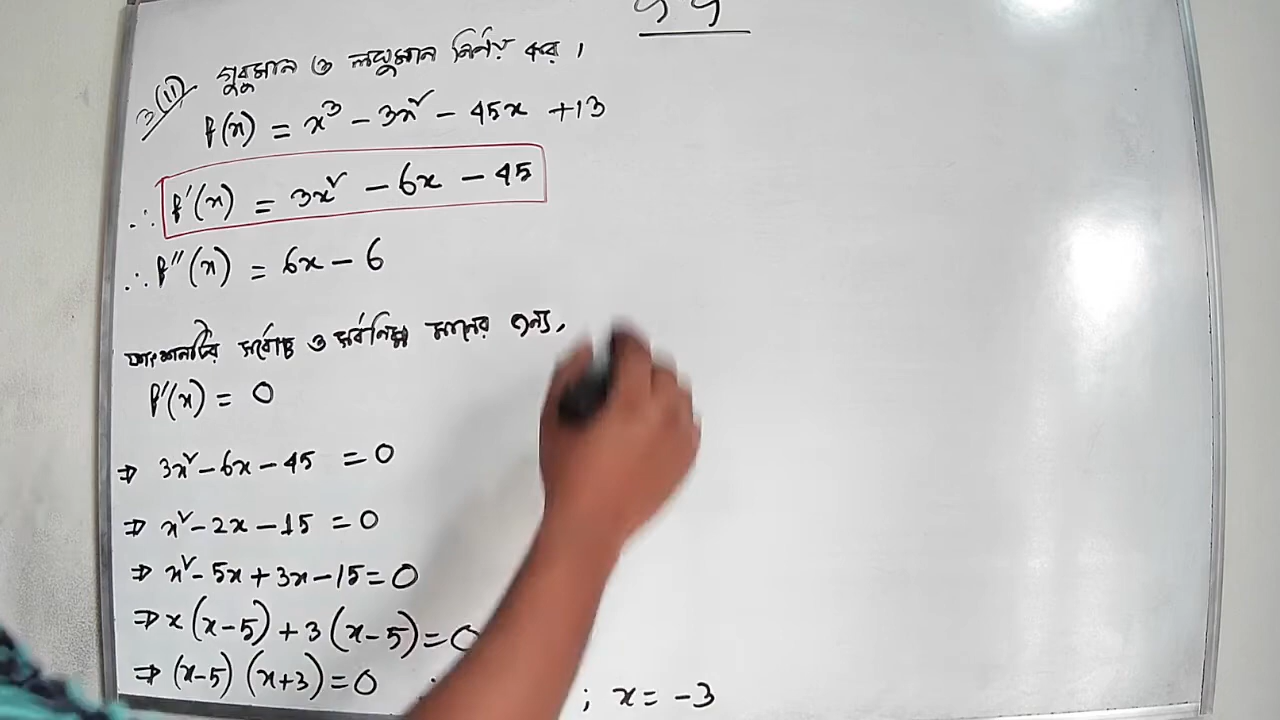 3(ii) গুরুমান ও লঘুমান নির্ণয় কর।
f(x) = x³ − 3x² − 45x + 13
∴ f′(x) = 3x² − 6x − 45
∴ f″(x) = 6x − 6
ফাংশনটির সর্বোচ্চ ও সর্বনিম্ন মানের জন্য,
f′(x) = 0
⇒ 3x² − 6x − 45 = 0
⇒ x² − 2x − 15 = 0
⇒ x² − 5x + 3x − 15 = 0
⇒ x(x−5) + 3(x−5) = 0
⇒ (x−5) (x+3) = 0 ; x = −3